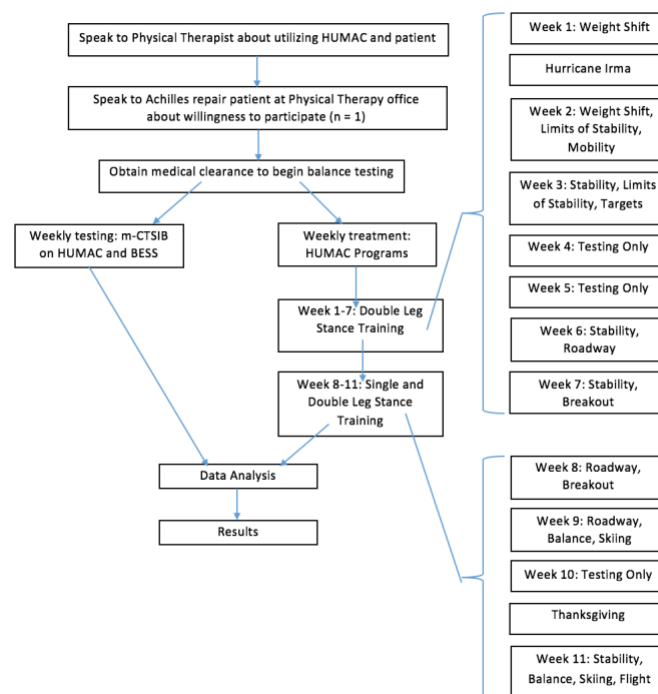 Speak to Physical Therapist about utilizing HUMAC and patient
Speak to Achilles repair patient at Physical Therapy office
about willingness to participate (n = 1)
Obtain medical clearance to begin balance testing
Weekly testing: m-CTSIB
on HUMAC and BESS
Weekly treatment:
HUMAC Programs
Week 1-7: Double Leg
Stance Training
Week 8-11: Single and
Double Leg Stance
Training
Data Analysis
Results
Week 1: Weight Shift
Hurricane Irma
Week 2: Weight Shift,
Limits of Stability,
Mobility
Week 3: Stability, Limits
of Stability, Targets
Week 4: Testing Only
Week 5: Testing Only
Week 6: Stability,
Roadway
Week 7: Stability,
Breakout
Week 8: Roadway,
Breakout
Week 9: Roadway,
Balance, Skiing
Week 10: Testing Only
Thanksgiving
Week 11: Stability,
Balance, Skiing, Flight